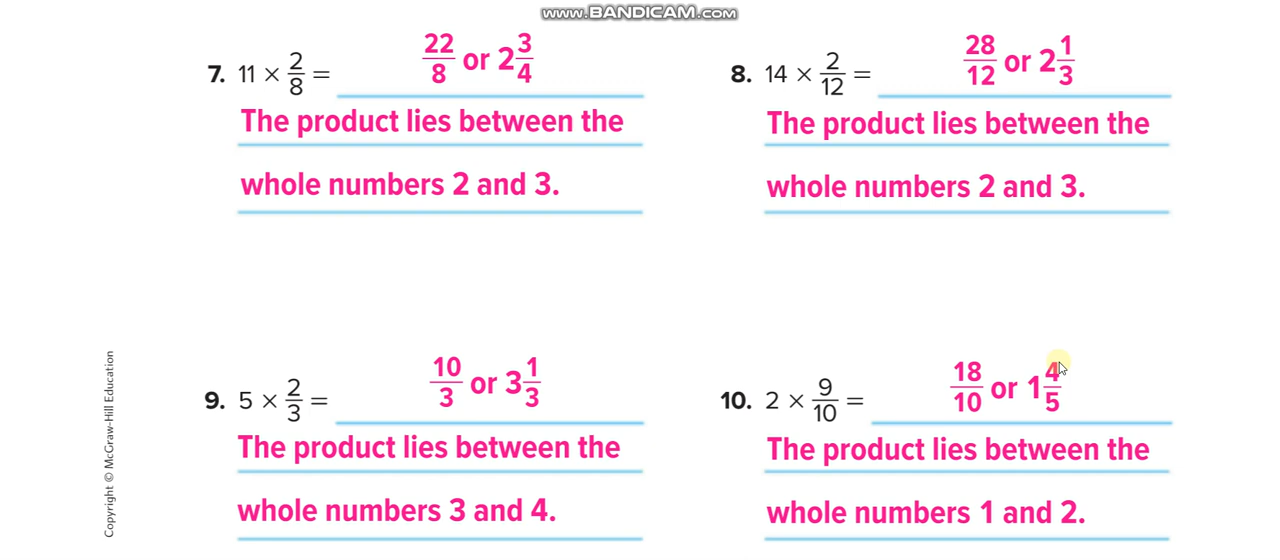 www.BANDICAM.com
7. 11 × 2/8 = 22/8 or 2 3/4
The product lies between the
whole numbers 2 and 3.
8. 14 × 2/12 = 28/12 or 2 1/3
The product lies between the
whole numbers 2 and 3.
9. 5 × 2/3 = 10/3 or 3 1/3
The product lies between the
whole numbers 3 and 4.
10. 2 × 9/10 = 18/10 or 1 4/5
The product lies between the
whole numbers 1 and 2.
Copyright © McGraw-Hill Education